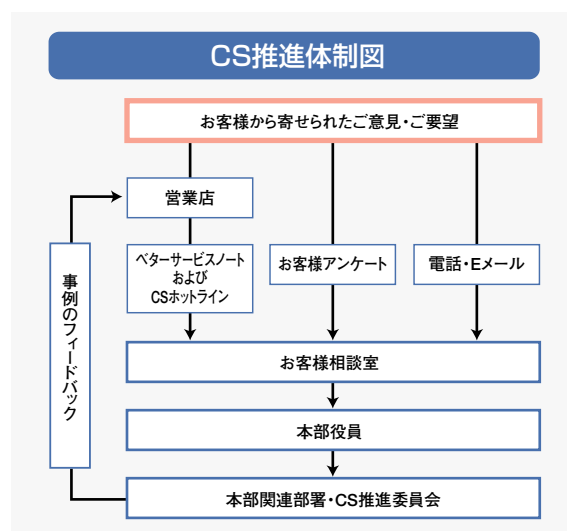 CS推進体制図
お客様から寄せられたご意見・ご要望
営業店
ベターサービスノート
および
CSホットライン
お客様アンケート
電話・Eメール
事例のフィードバック
お客様相談室
本部役員
本部関連部署・CS推進委員会